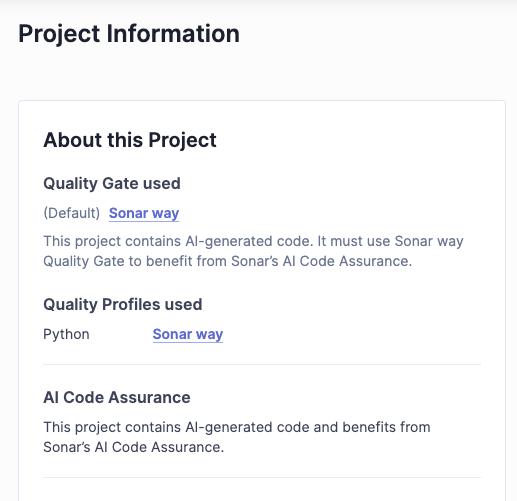 Project Information
About this Project
Quality Gate used
(Default) Sonar way
This project contains AI-generated code. It must use Sonar way
Quality Gate to benefit from Sonar’s AI Code Assurance.
Quality Profiles used
Python Sonar way
AI Code Assurance
This project contains AI-generated code and benefits from
Sonar’s AI Code Assurance.